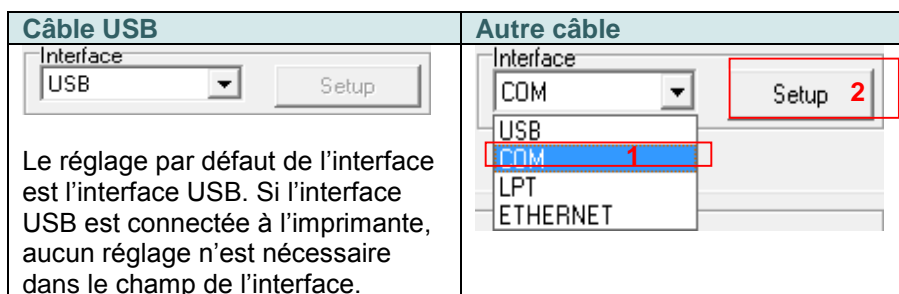 Câble USB
Interface
USB
Setup
Le réglage par défaut de l’interface
est l’interface USB. Si l’interface
USB est connectée à l’imprimante,
aucun réglage n’est nécessaire
dans le champ de l’interface.
Autre câble
Interface
COM
Setup 2
USB
COM 1
LPT
ETHERNET